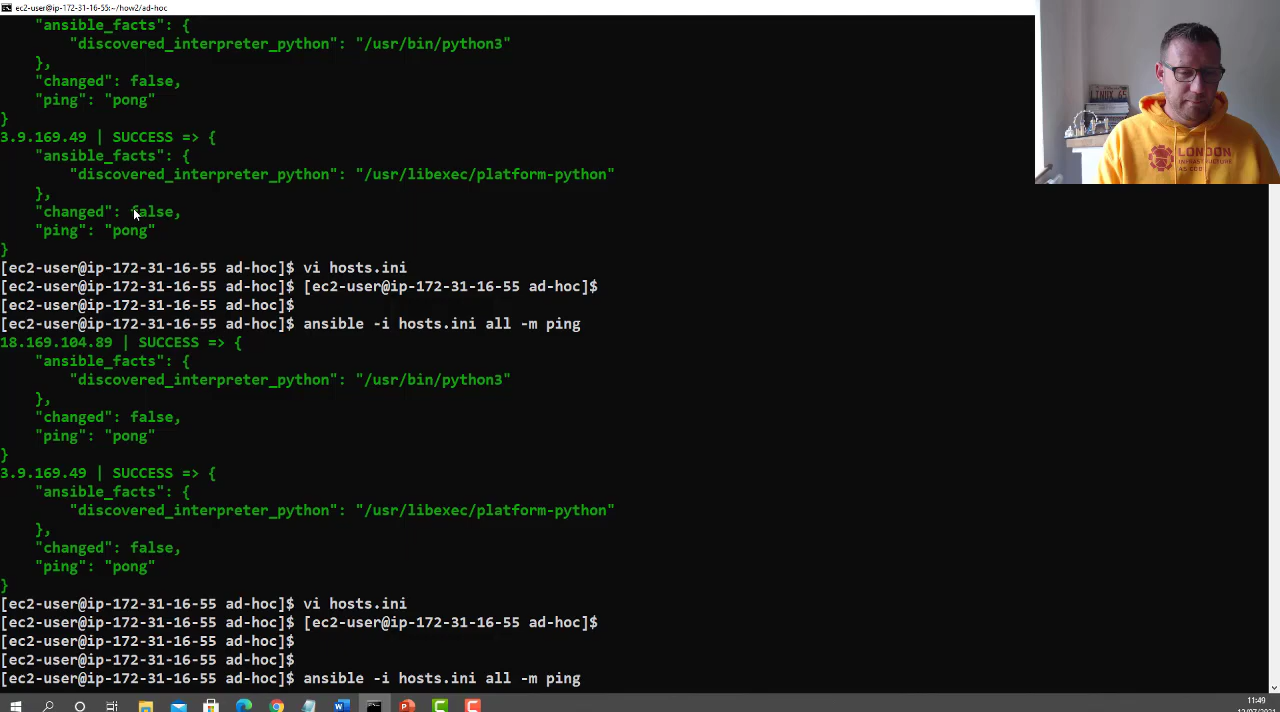 ec2-user@ip-172-31-16-55:~/how2/ad-hoc
"ansible_facts": {
"discovered_interpreter_python": "/usr/bin/python3"
},
"changed": false,
"ping": "pong"
}
3.9.169.49 | SUCCESS => {
"ansible_facts": {
"discovered_interpreter_python": "/usr/libexec/platform-python"
},
"changed": false,
"ping": "pong"
}
[ec2-user@ip-172-31-16-55 ad-hoc]$ vi hosts.ini
[ec2-user@ip-172-31-16-55 ad-hoc]$ [ec2-user@ip-172-31-16-55 ad-hoc]$
[ec2-user@ip-172-31-16-55 ad-hoc]$
[ec2-user@ip-172-31-16-55 ad-hoc]$ ansible -i hosts.ini all -m ping
18.169.104.89 | SUCCESS => {
"ansible_facts": {
"discovered_interpreter_python": "/usr/bin/python3"
},
"changed": false,
"ping": "pong"
}
3.9.169.49 | SUCCESS => {
"ansible_facts": {
"discovered_interpreter_python": "/usr/libexec/platform-python"
},
"changed": false,
"ping": "pong"
}
[ec2-user@ip-172-31-16-55 ad-hoc]$ vi hosts.ini
[ec2-user@ip-172-31-16-55 ad-hoc]$ [ec2-user@ip-172-31-16-55 ad-hoc]$
[ec2-user@ip-172-31-16-55 ad-hoc]$
[ec2-user@ip-172-31-16-55 ad-hoc]$
[ec2-user@ip-172-31-16-55 ad-hoc]$ ansible -i hosts.ini all -m ping
LONDON
INFRASTRUCTURE
AS CODE
11:49